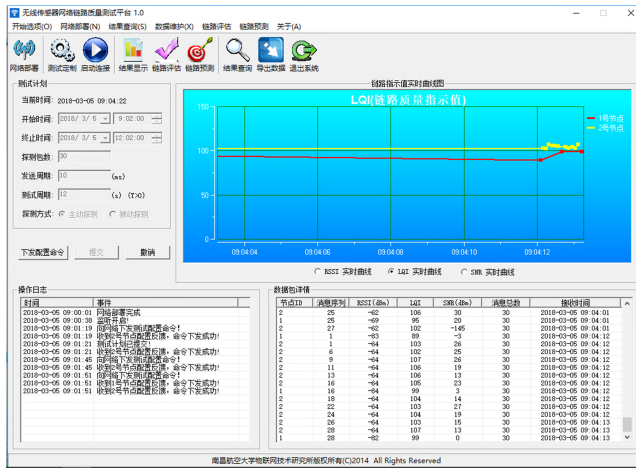 无线传感器网络链路质量测试平台 1.0
开始选项(O) 网络部署(N) 结果查询(S) 数据维护(X) 链路评估 链路预测 关于(A)
网络部署 测试定制 启动连接 结果显示 链路评估 链路预测 结果查询 导出数据 退出系统
测试计划
当前时间: 2018-03-05 09:04:22
开始时间: 2018/ 3/ 5 9:02:00
终止时间: 2018/ 3/ 5 12:02:00
探测包数: 30
发送周期: 10 (ms)
测试周期: 12 (s) (T>0)
探测方式: 主动探测 被动探测
下发配置命令 提交 撤销
链路指示值实时曲线图
LQI(链路质量指示值)
1号节点
2号节点
150
100
50
0
09:04:04 09:04:06 09:04:08 09:04:10 09:04:12
RSSI 实时曲线 LQI 实时曲线 SNR 实时曲线
操作日志
时间 事件
2018-03-05 09:00:01 网络部署完成
2018-03-05 09:00:38 监听开启!
2018-03-05 09:01:19 向网络下发测试配置命令!
2018-03-05 09:01:19 收到2号节点配置反馈，命令下发成功!
2018-03-05 09:01:21 测试计划已提交!
2018-03-05 09:01:21 收到2号节点配置反馈，命令下发成功!
2018-03-05 09:01:45 向网络下发测试配置命令!
2018-03-05 09:01:45 收到2号节点配置反馈，命令下发成功!
2018-03-05 09:01:51 向网络下发测试配置命令!
2018-03-05 09:01:51 收到1号节点配置反馈，命令下发成功!
2018-03-05 09:01:51 收到2号节点配置反馈，命令下发成功!
数据包详情
节点ID 消息序列 RSSI(dBm) LQI SNR(dBm) 消息总数 接收时间
2 25 -62 106 30 30 2018-03-05 09:04:01
1 25 -69 95 20 30 2018-03-05 09:04:01
2 27 -62 102 -145 30 2018-03-05 09:04:01
1 1 -83 89 -3 30 2018-03-05 09:04:12
2 1 -64 103 26 30 2018-03-05 09:04:12
2 6 -64 102 25 30 2018-03-05 09:04:12
2 9 -64 107 26 30 2018-03-05 09:04:12
2 11 -64 106 19 30 2018-03-05 09:04:12
2 13 -64 106 13 30 2018-03-05 09:04:12
2 16 -64 105 23 30 2018-03-05 09:04:12
1 16 -64 99 3 30 2018-03-05 09:04:12
2 18 -64 104 14 30 2018-03-05 09:04:12
2 22 -64 103 27 30 2018-03-05 09:04:12
2 24 -64 104 19 30 2018-03-05 09:04:12
2 26 -64 103 15 30 2018-03-05 09:04:13
2 28 -64 107 13 30 2018-03-05 09:04:13
1 28 -82 99 0 30 2018-03-05 09:04:13
南昌航空大学物联网技术研究所版权所有(C)2014 All Rights Reserved